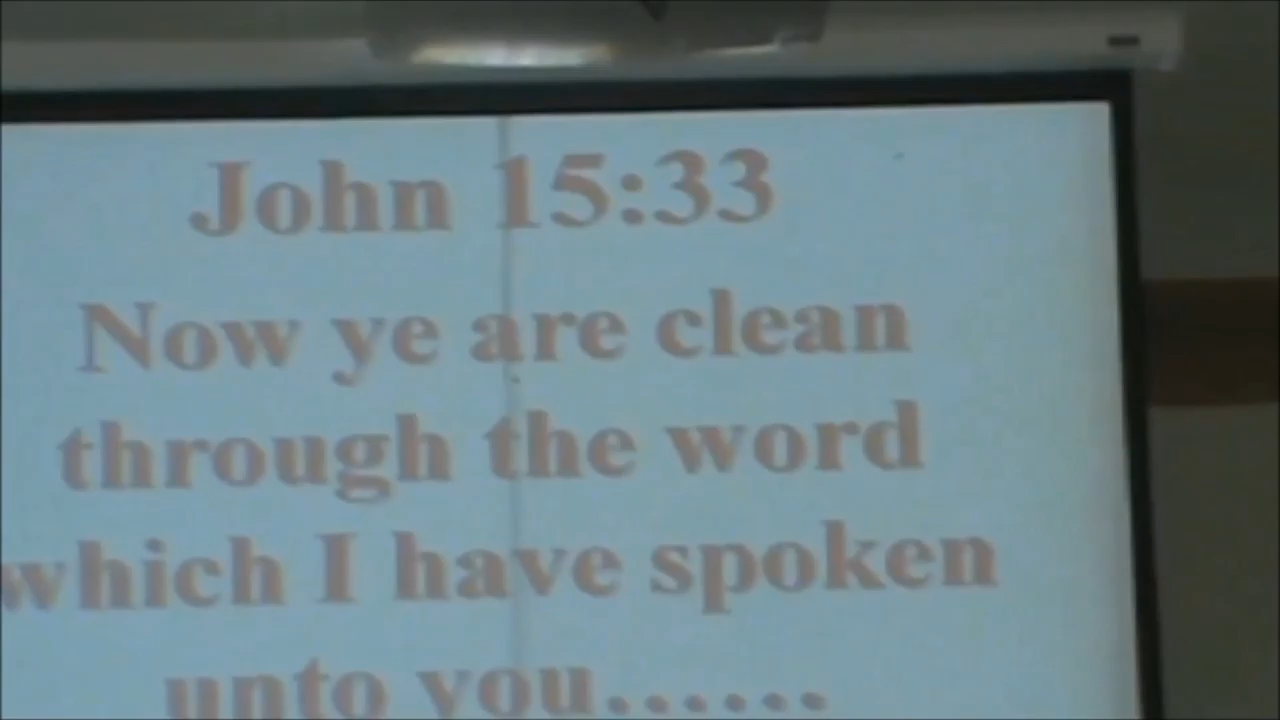 John 15:33
Now ye are clean
through the word
which I have spoken
unto you......